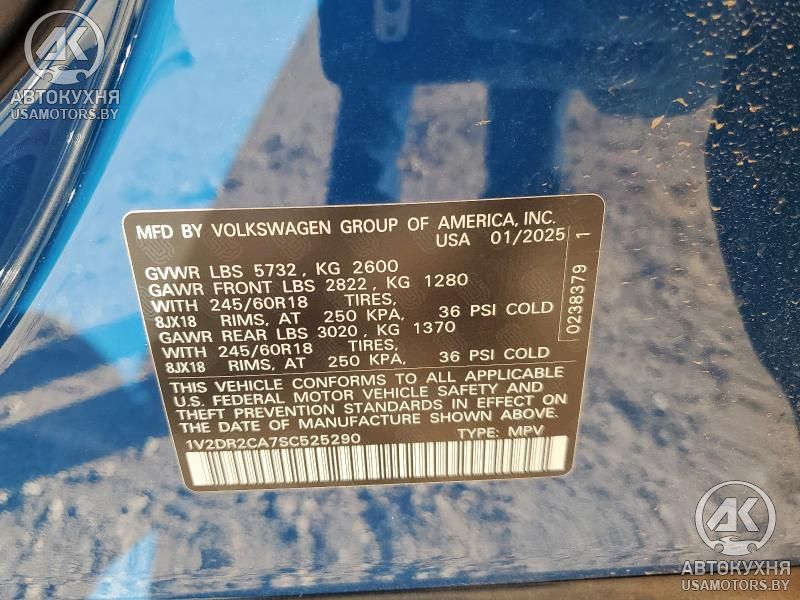 AK
АВТОКУХНЯ
USAMOTORS.BY
MFD BY VOLKSWAGEN GROUP OF AMERICA, INC.
USA 01/2025
GVWR LBS 5732, KG 2600
GAWR FRONT LBS 2822, KG 1280
WITH 245/60R18 TIRES,
8JX18 RIMS, AT 250 KPA, 36 PSI COLD
GAWR REAR LBS 3020, KG 1370
WITH 245/60R18 TIRES,
8JX18 RIMS, AT 250 KPA, 36 PSI COLD
THIS VEHICLE CONFORMS TO ALL APPLICABLE
U.S. FEDERAL MOTOR VEHICLE SAFETY AND
THEFT PREVENTION STANDARDS IN EFFECT ON
THE DATE OF MANUFACTURE SHOWN ABOVE.
1V2DR2CA7SC525290 TYPE: MPV
0238379 1
AK
АВТОКУХНЯ
USAMOTORS.BY